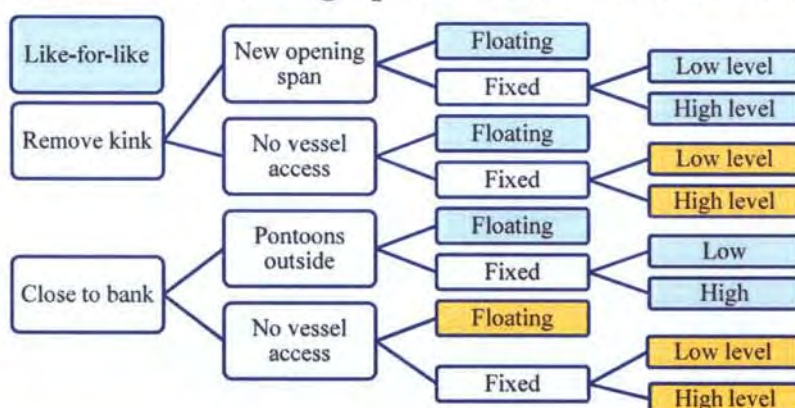 Like-for-like
Remove kink
New opening
span
Floating
Fixed
Low level
High level
No vessel
access
Floating
Fixed
Low level
High level
Close to bank
Pontoons
outside
Floating
Fixed
Low
High
No vessel
access
Floating
Fixed
Low level
High level